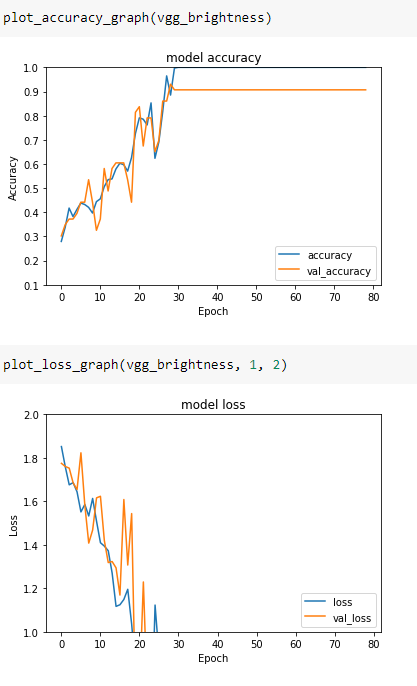 plot_accuracy_graph(vgg_brightness)
model accuracy
1.0
0.9
0.8
0.7
0.6
0.5
0.4
0.3
0.2
0.1
Accuracy
accuracy
val_accuracy
0 10 20 30 40 50 60 70 80
Epoch
plot_loss_graph(vgg_brightness, 1, 2)
model loss
2.0
1.8
1.6
1.4
1.2
1.0
Loss
loss
val_loss
0 10 20 30 40 50 60 70 80
Epoch